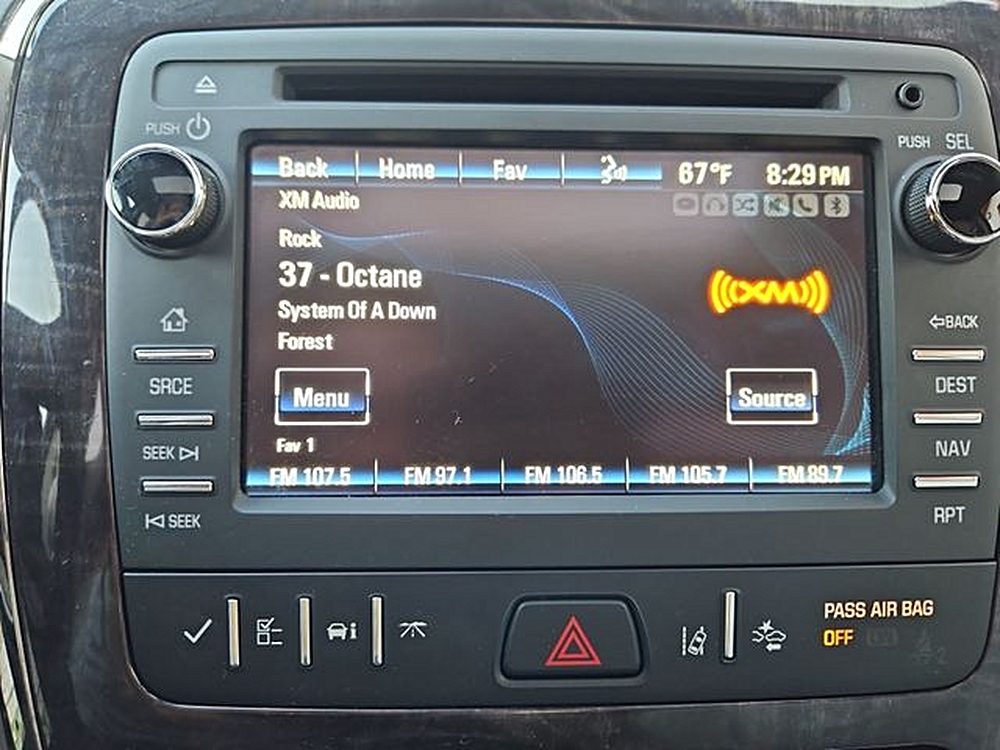 PUSH
PUSH SEL
Back Home Fav 67°F 8:29 PM
XM Audio
Rock
37 - Octane
XM
System Of A Down
Forest
BACK
SRCE
DEST
Menu
Source
Fav 1
SEEK
NAV
FM 107.5 FM 97.1 FM 106.5 FM 105.7 FM 89.7
SEEK
RPT
PASS AIR BAG
OFF